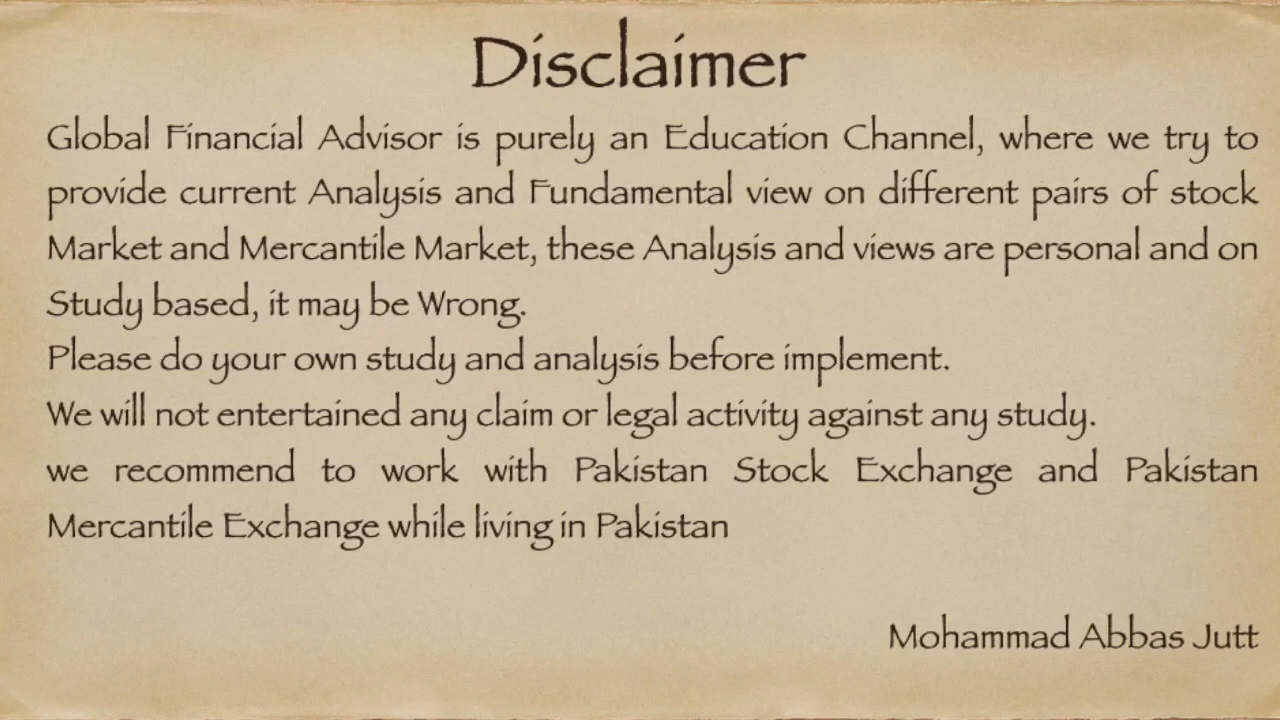 Disclaimer
Global Financial Advisor is purely an Education Channel, where we try to
provide current Analysis and Fundamental view on different pairs of stock
Market and Mercantile Market, these Analysis and views are personal and on
Study based, it may be Wrong.
Please do your own study and analysis before implement.
We will not entertained any claim or legal activity against any study.
we recommend to work with Pakistan Stock Exchange and Pakistan
Mercantile Exchange while living in Pakistan
Mohammad Abbas Jutt